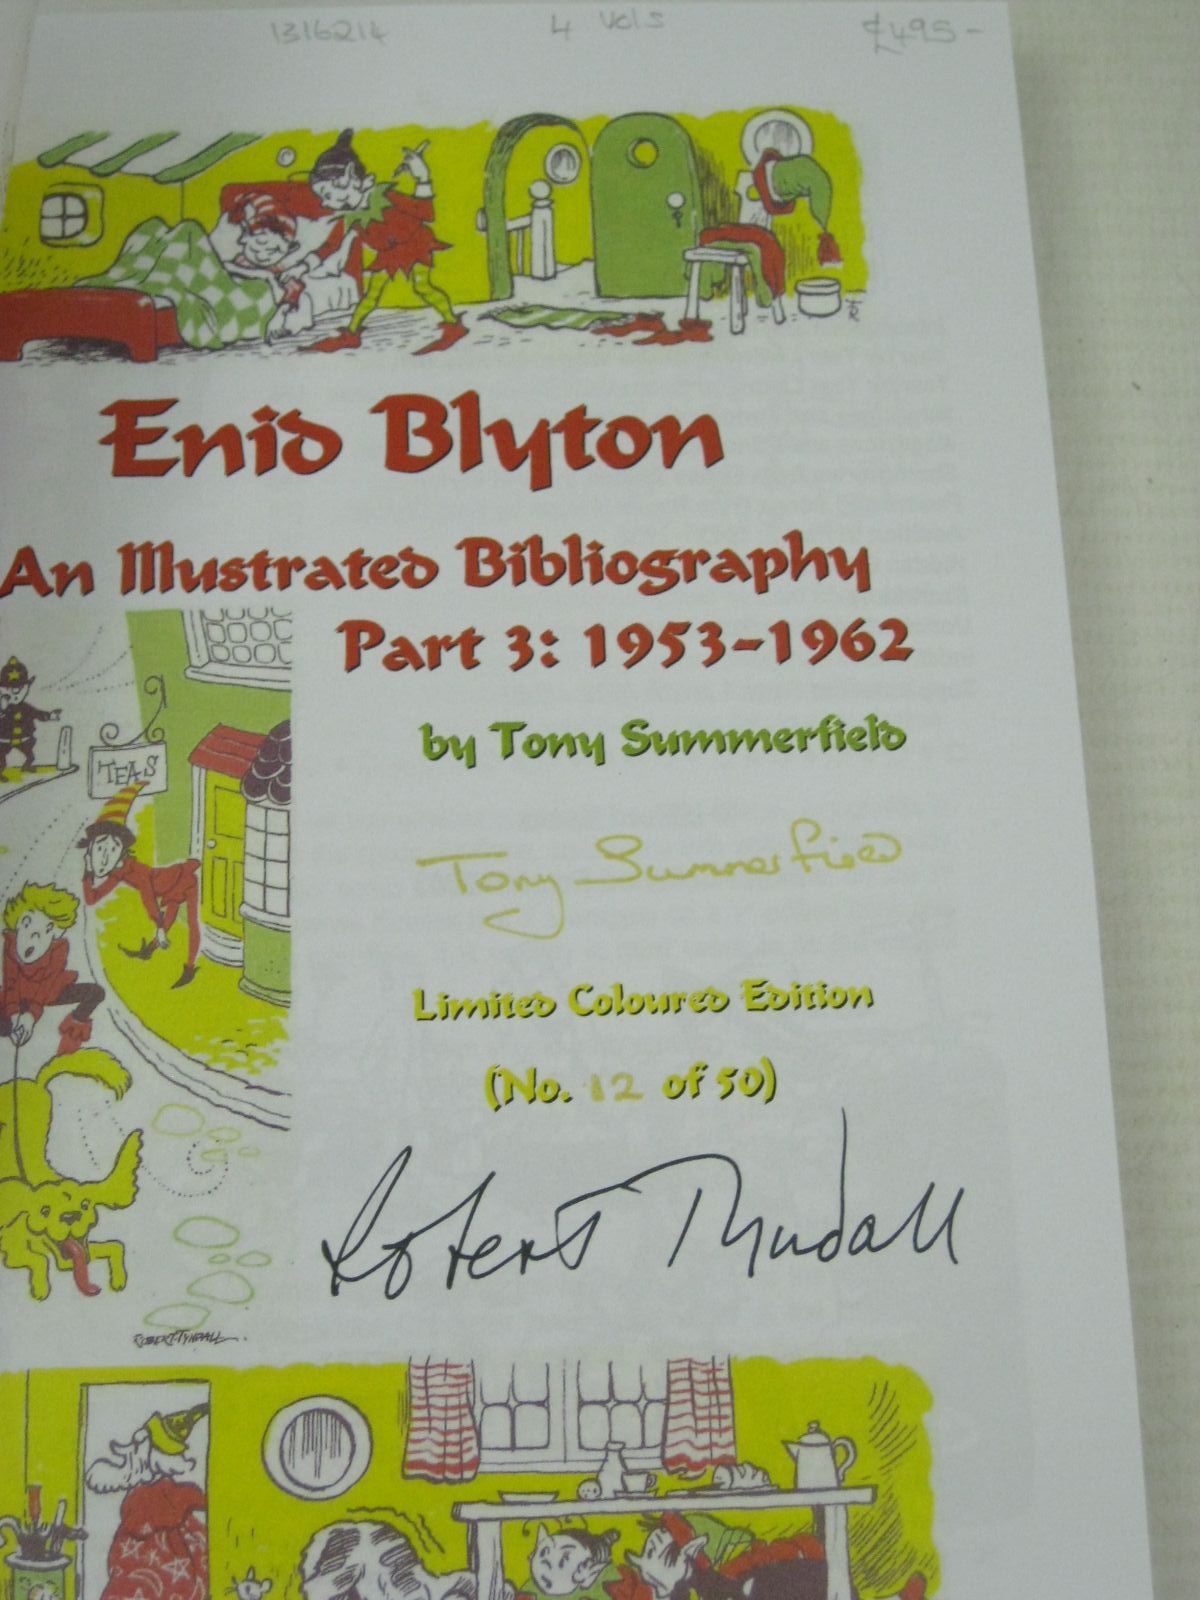 1316214 4 Vols £495-
Enid Blyton
An Illustrated Bibliography
Part 3: 1953-1962
by Tony Summerfield
TEAS
Tony Summerfield
Limited Coloured Edition
(No. 12 of 50)
Robert Tyndall
ROBERT TYNDALL